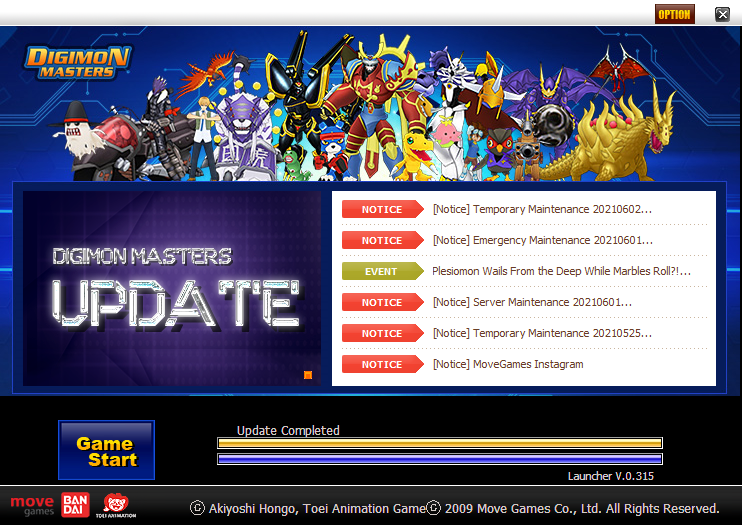 OPTION
DIGIMON
MASTERS
DIGIMON MASTERS
UPDATE
NOTICE [Notice] Temporary Maintenance 20210602...
NOTICE [Notice] Emergency Maintenance 20210601...
EVENT Plesiomon Wails From the Deep While Marbles Roll?!...
NOTICE [Notice] Server Maintenance 20210601...
NOTICE [Notice] Temporary Maintenance 20210525...
NOTICE [Notice] MoveGames Instagram
Game
Start
Update Completed
Launcher V.0.315
move
games
BAN
DAI
TOEI ANIMATION
Ⓒ Akiyoshi Hongo, Toei Animation GameⒸ 2009 Move Games Co., Ltd. All Rights Reserved.